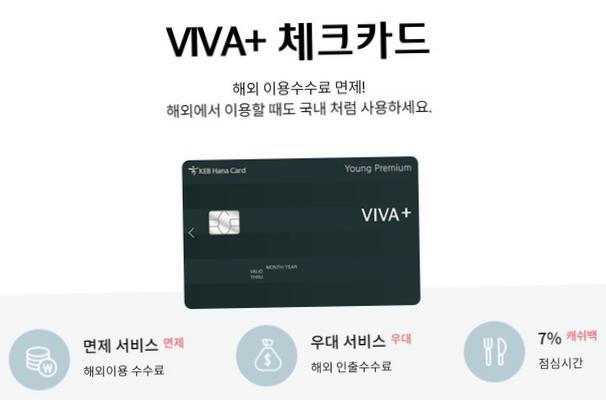 VIVA+ 체크카드
해외 이용수수료 면제!
해외에서 이용할 때도 국내 처럼 사용하세요.
KEB Hana Card
Young Premium
VIVA+
MONTH/YEAR
VALID
THRU
면제 서비스 면제
해외이용 수수료
우대 서비스 우대
해외 인출수수료
7% 캐쉬백
점심시간